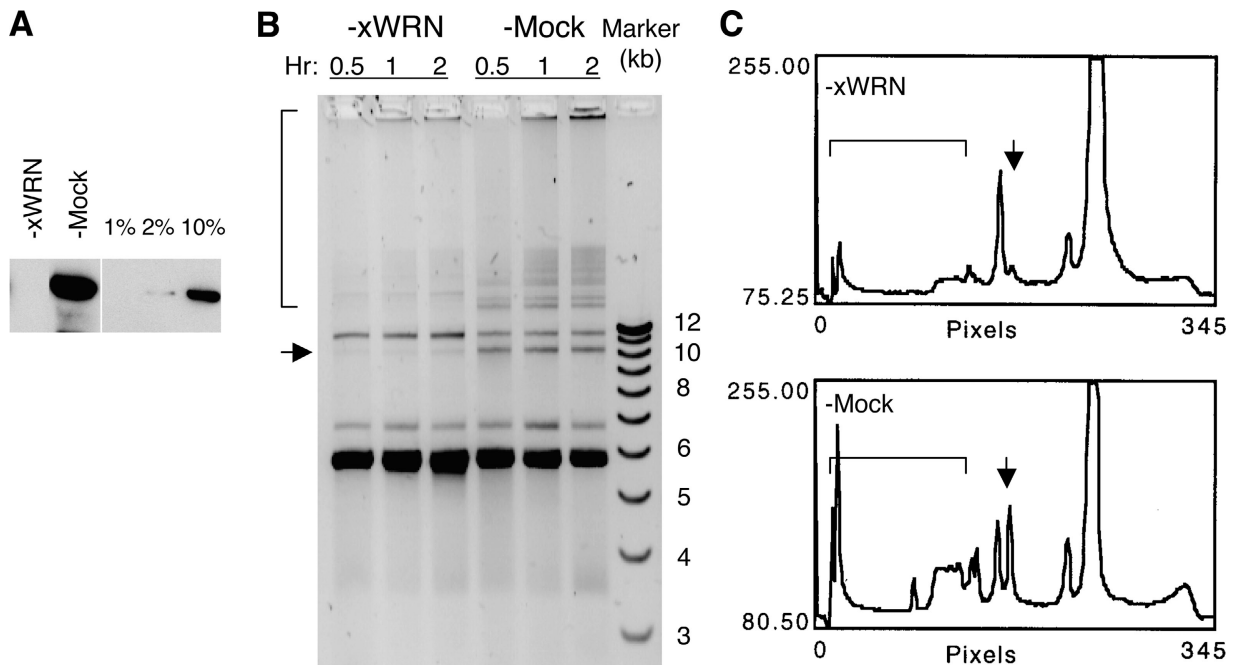 A
-xWRN
-Mock
1% 2% 10%
B
-xWRN
-Mock
Marker
(kb)
Hr: 0.5 1 2 0.5 1 2
12
10
8
6
5
4
3
C
255.00
-xWRN
75.25
0 Pixels 345
255.00
-Mock
80.50
0 Pixels 345